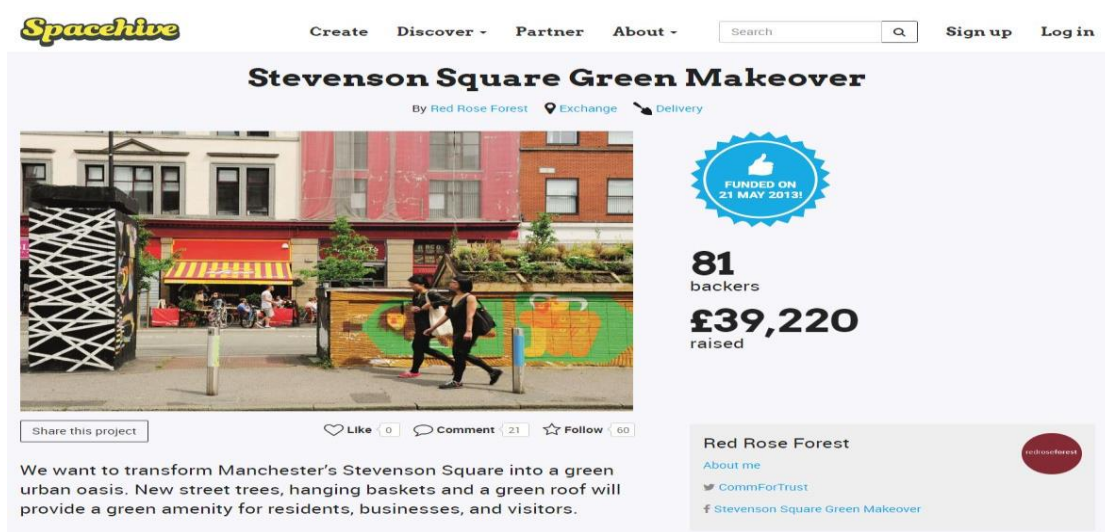 Spacehive
Create Discover Partner About Search Sign up Log in
Stevenson Square Green Makeover
By Red Rose Forest Exchange Delivery
FUNDED ON
21 MAY 2013!
81
backers
£39,220
raised
Share this project Like 0 Comment 21 Follow 60
We want to transform Manchester's Stevenson Square into a green
urban oasis. New street trees, hanging baskets and a green roof will
provide a green amenity for residents, businesses, and visitors.
Red Rose Forest
redroseforest
About me
CommForTrust
Stevenson Square Green Makeover